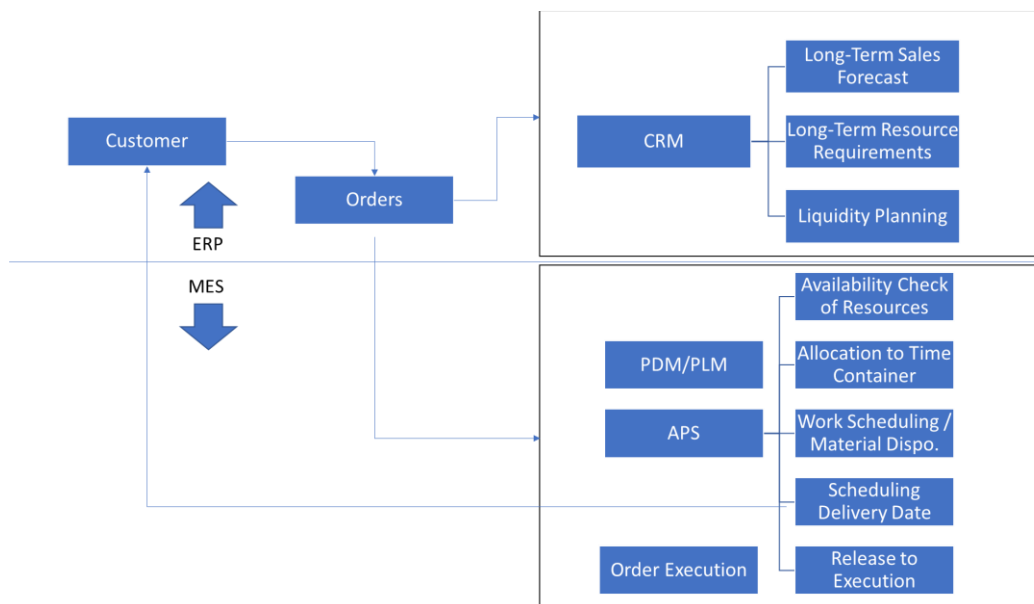 Customer
Orders
ERP
MES
CRM
Long-Term Sales
Forecast
Long-Term Resource
Requirements
Liquidity Planning
PDM/PLM
APS
Order Execution
Availability Check
of Resources
Allocation to Time
Container
Work Scheduling /
Material Dispo.
Scheduling
Delivery Date
Release to
Execution